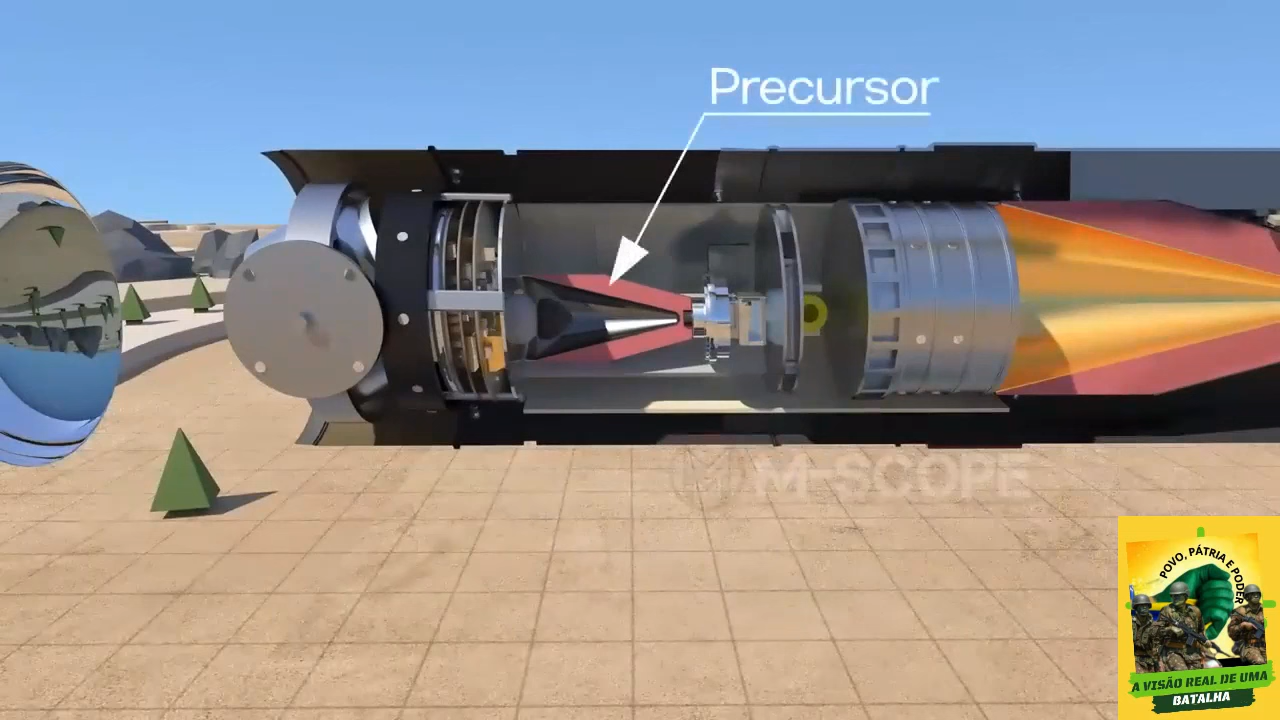 Precursor
M-SCOPE
POVO, PÁTRIA E PODER
A VISÃO REAL DE UMA
BATALHA